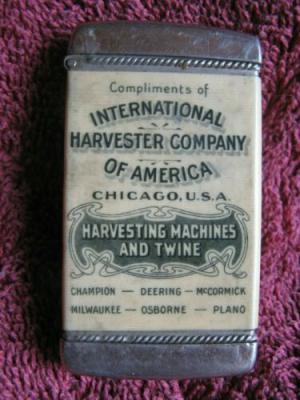 Compliments of
INTERNATIONAL
HARVESTER COMPANY
OF AMERICA
CHICAGO, U.S.A.
HARVESTING MACHINES
AND TWINE
CHAMPION — DEERING — McCORMICK
MILWAUKEE — OSBORNE — PLANO